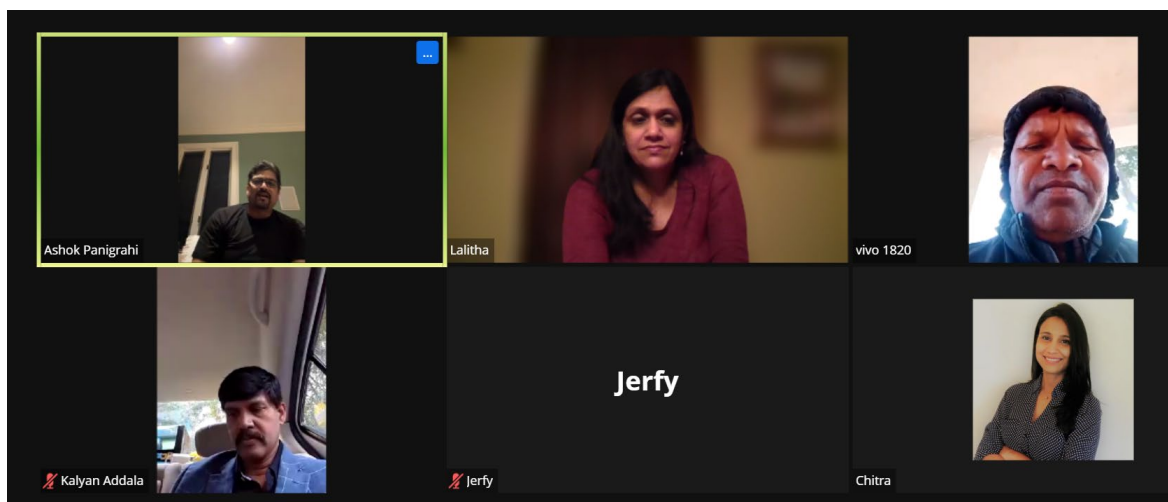 ...
Ashok Panigrahi
Lalitha
vivo 1820
Kalyan Addala
Jerfy
Jerfy
Chitra